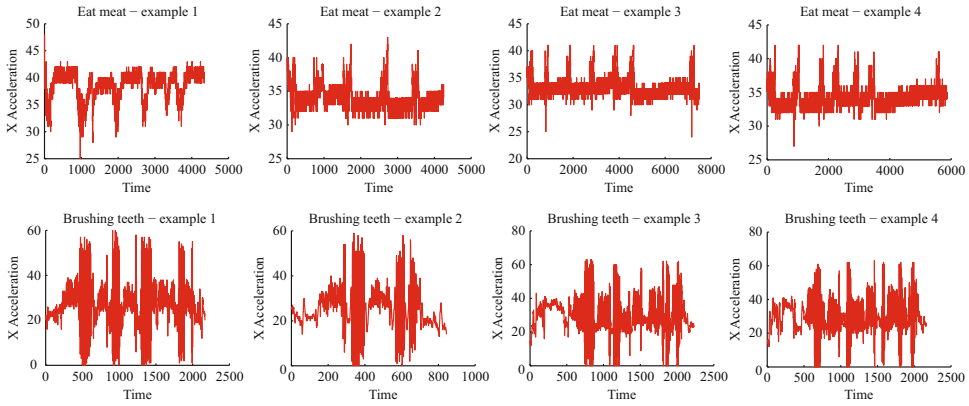 Eat meat − example 1
Eat meat − example 2
Eat meat − example 3
Eat meat − example 4
X Acceleration
50
45
40
35
30
25
0 1000 2000 3000 4000 5000
Time
X Acceleration
45
40
35
30
25
0 1000 2000 3000 4000 5000
Time
X Acceleration
45
40
35
30
25
20
0 2000 4000 6000 8000
Time
X Acceleration
45
40
35
30
25
0 2000 4000 6000
Time
Brushing teeth − example 1
Brushing teeth − example 2
Brushing teeth − example 3
Brushing teeth − example 4
X Acceleration
60
40
20
0
0 500 1000 1500 2000 2500
Time
X Acceleration
60
40
20
0
0 200 400 600 800 1000
Time
X Acceleration
80
60
40
20
0
0 500 1000 1500 2000 2500
Time
X Acceleration
80
60
40
20
0
0 500 1000 1500 2000 2500
Time